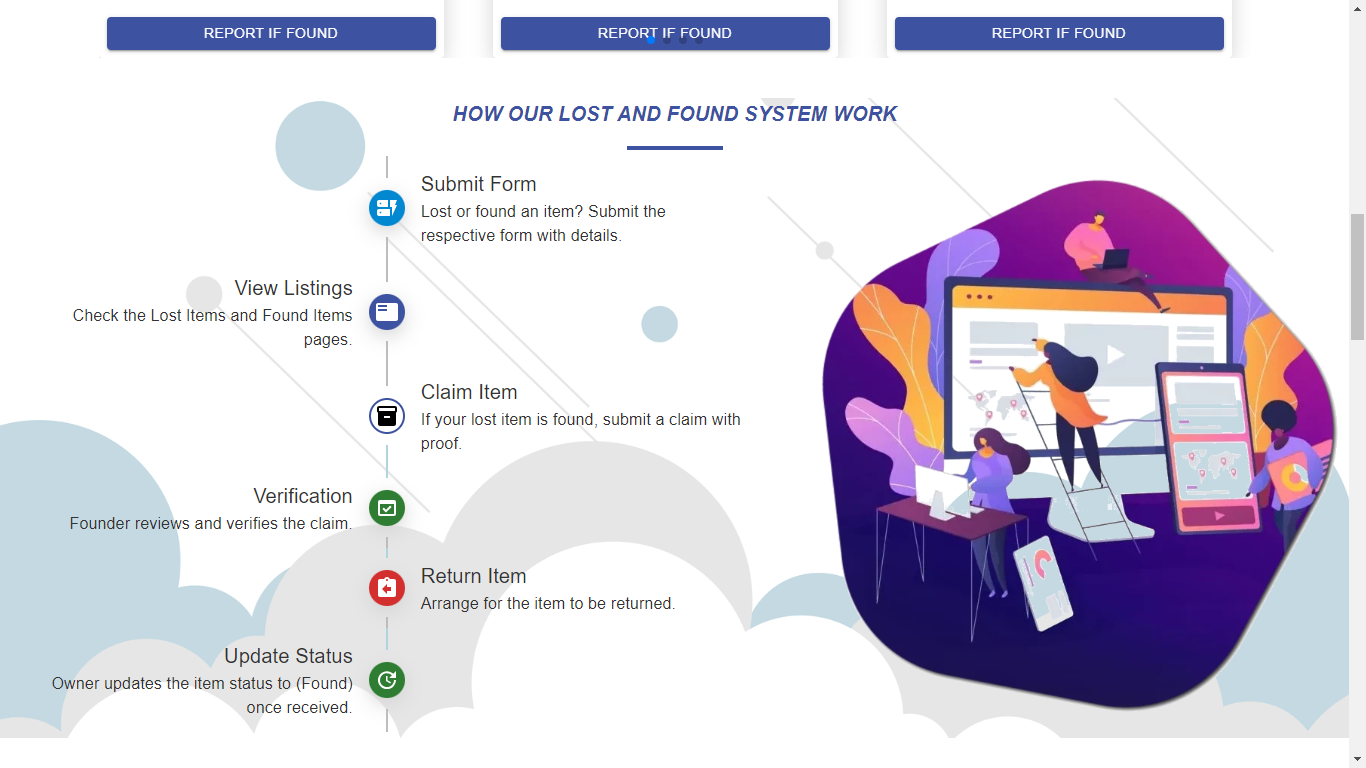 REPORT IF FOUND
REPORT IF FOUND
REPORT IF FOUND
HOW OUR LOST AND FOUND SYSTEM WORK
Submit Form
Lost or found an item? Submit the
respective form with details.
View Listings
Check the Lost Items and Found Items
pages.
Claim Item
If your lost item is found, submit a claim with
proof.
Verification
Founder reviews and verifies the claim.
Return Item
Arrange for the item to be returned.
Update Status
Owner updates the item status to (Found)
once received.